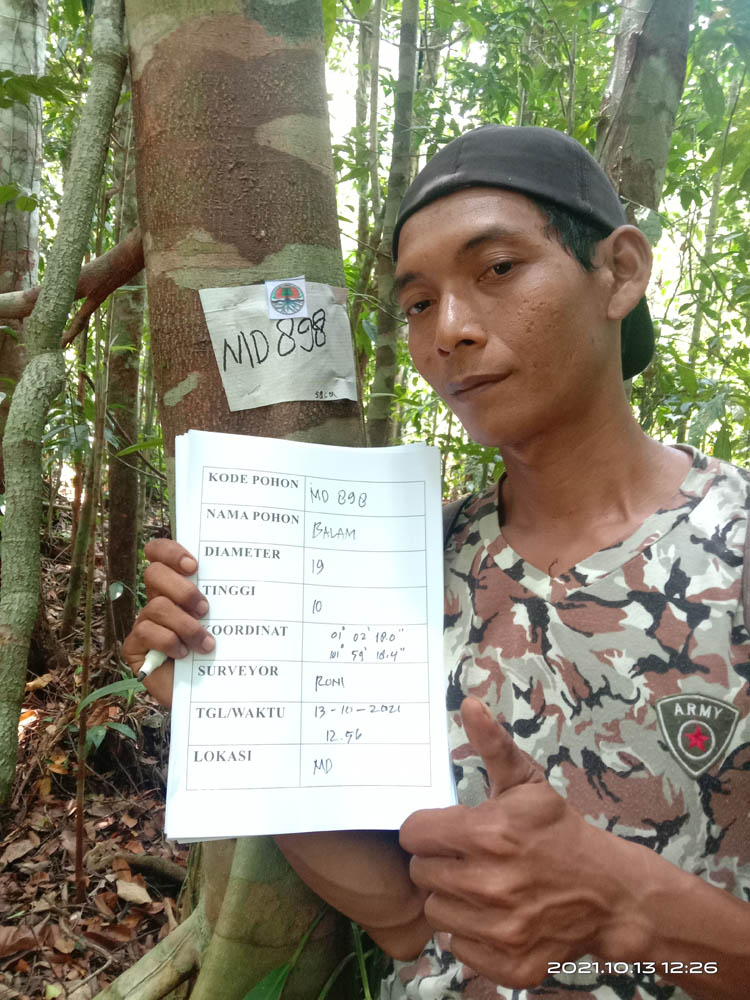 MD 898
KODE POHON MD 898
NAMA POHON BALAM
DIAMETER 19
TINGGI 10
KOORDINAT 01° 02' 18.0"
101° 59' 18.4"
SURVEYOR RONI
TGL/WAKTU 13-10-2021
12.56
LOKASI MD
ARMY
2021.10.13 12:26